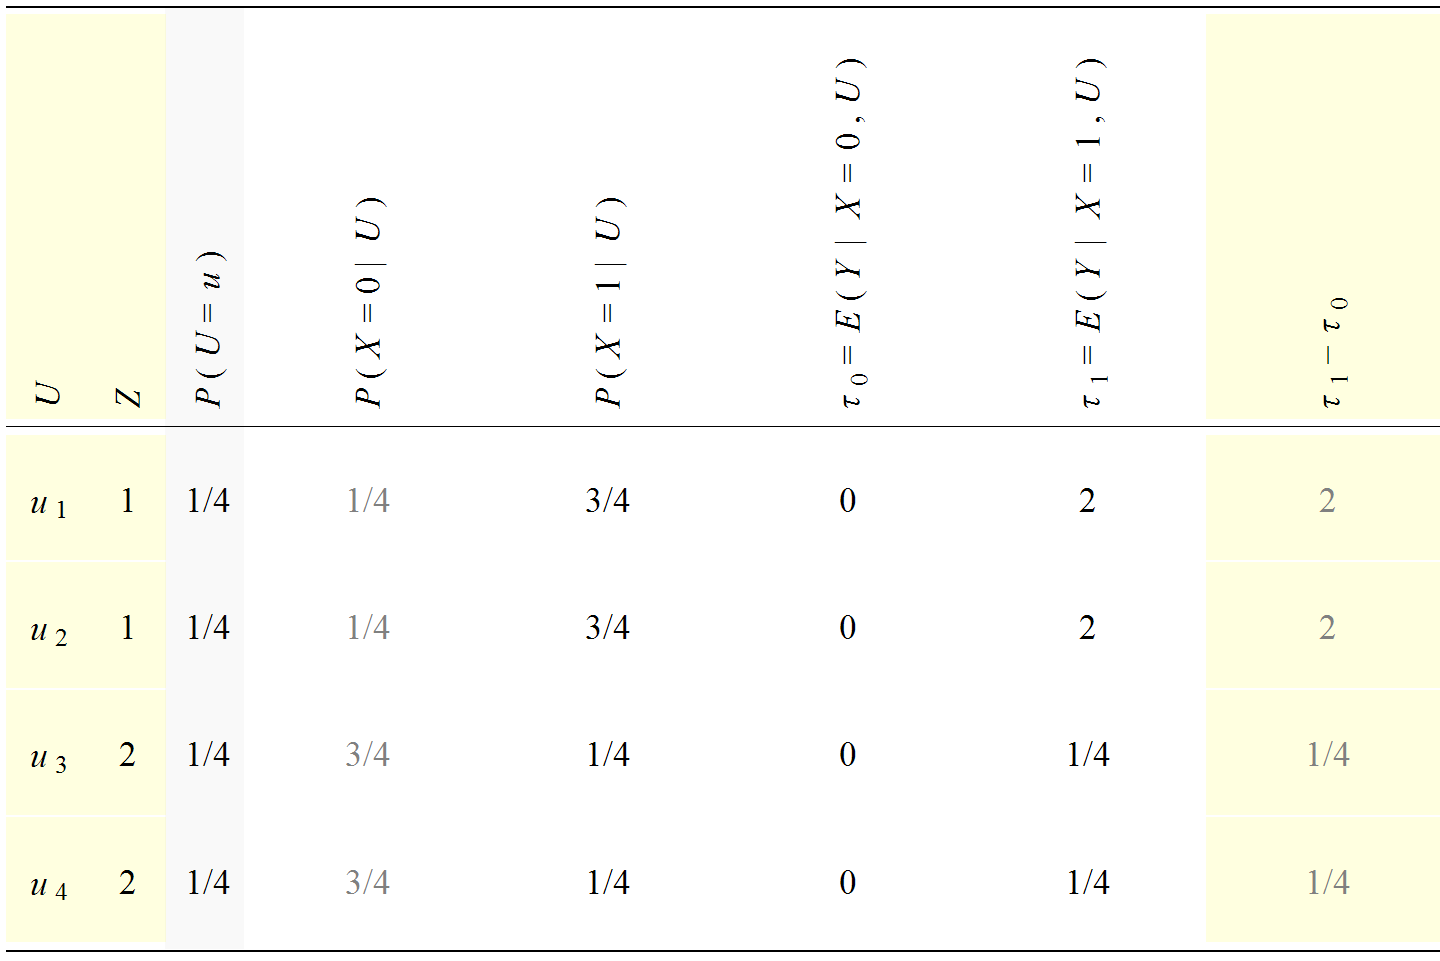 U Z P(U=u) P(X=0|U) P(X=1|U) τ0=E(Y|X=0,U) τ1=E(Y|X=1,U) τ1−τ0
u1 1 1/4 1/4 3/4 0 2 2
u2 1 1/4 1/4 3/4 0 2 2
u3 2 1/4 3/4 1/4 0 1/4 1/4
u4 2 1/4 3/4 1/4 0 1/4 1/4